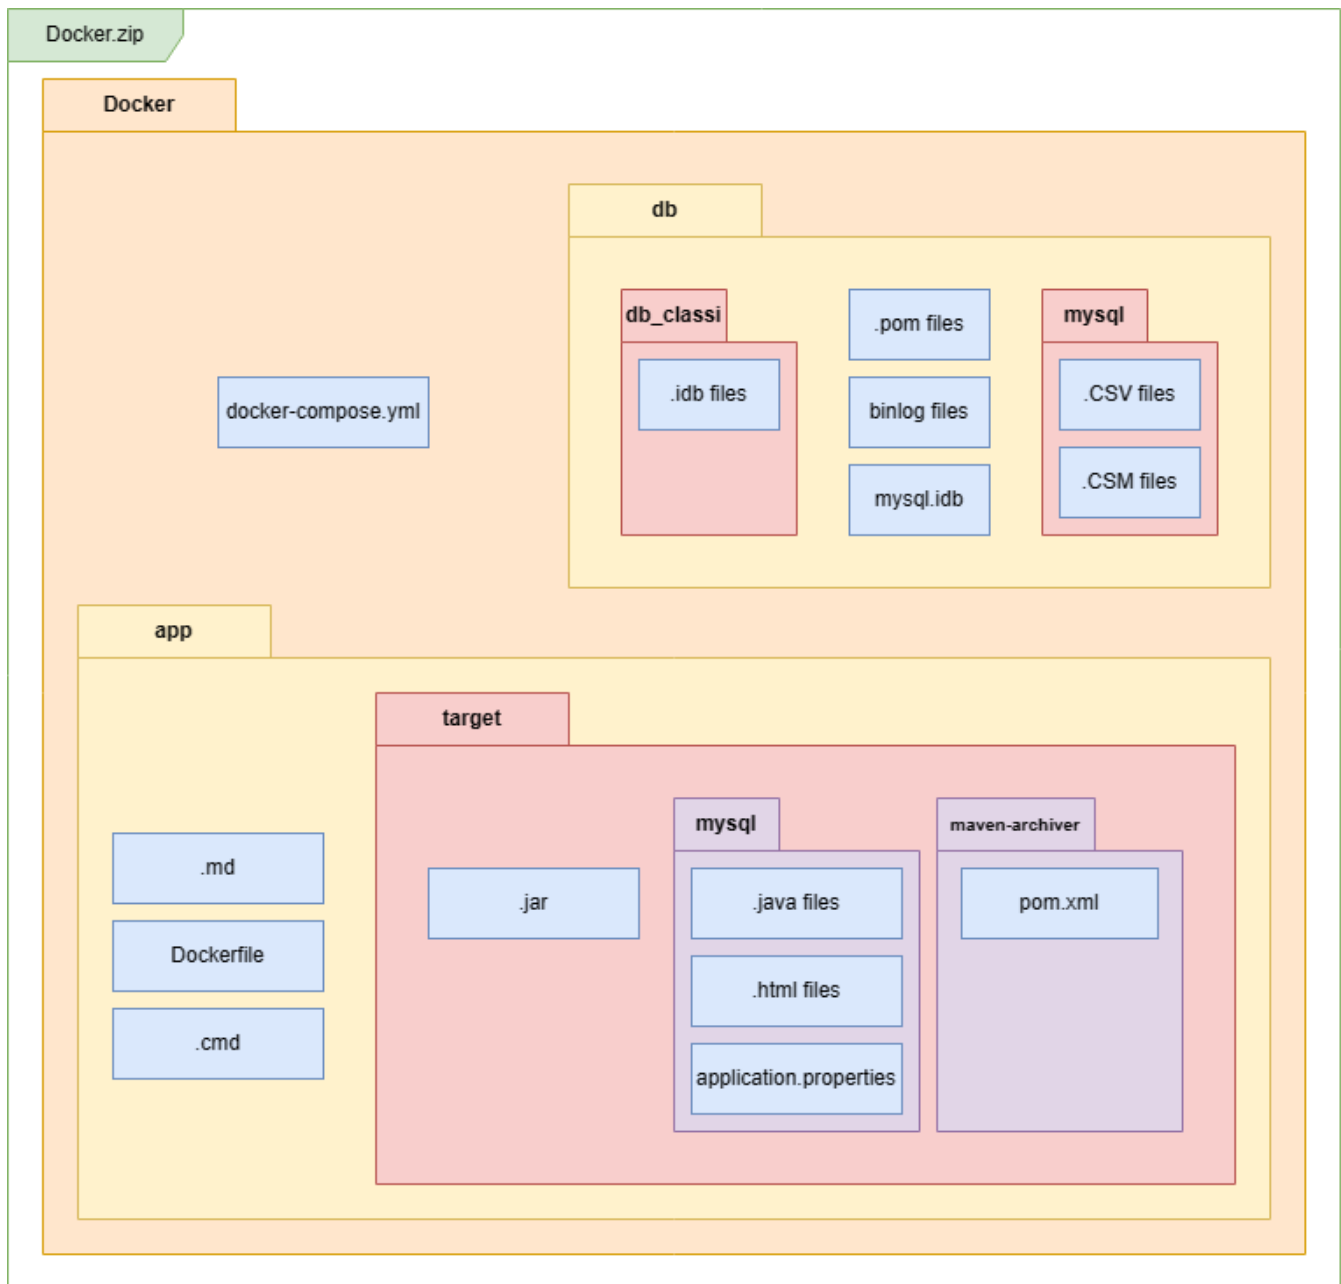 Docker.zip
Docker
db
db_classi
.idb files
.pom files
binlog files
mysql.idb
mysql
.CSV files
.CSM files
docker-compose.yml
app
.md
Dockerfile
.cmd
target
.jar
mysql
.java files
.html files
application.properties
maven-archiver
pom.xml